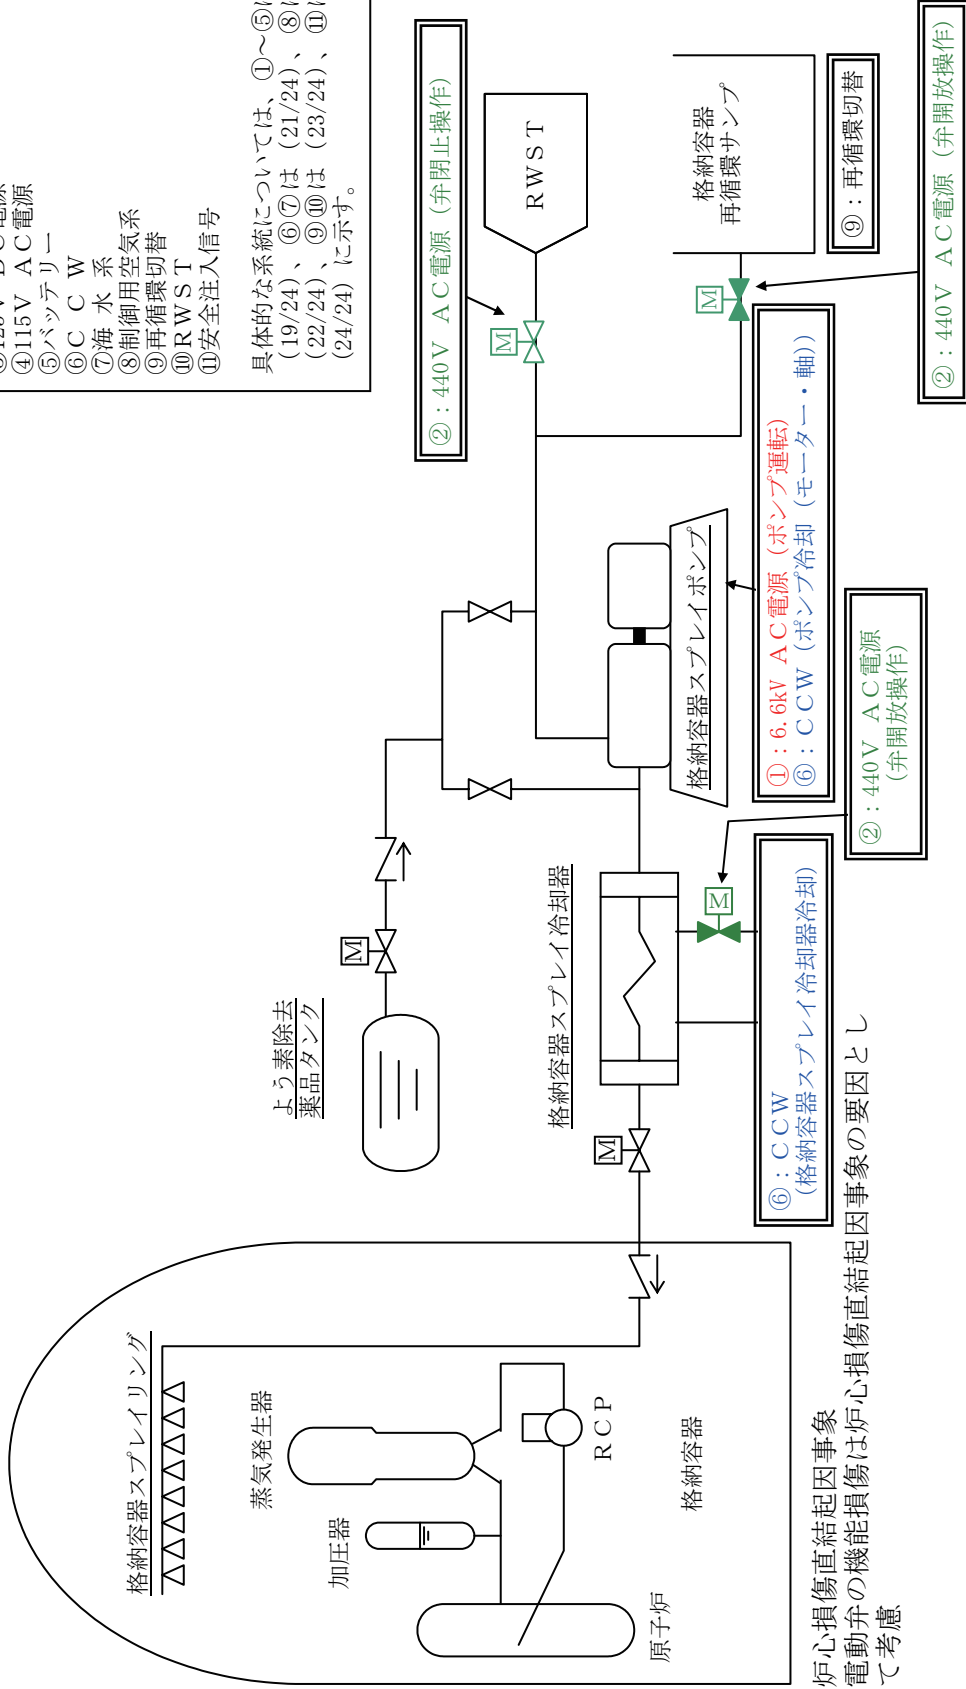 ④115V AC電源
⑤バッテリー
⑥CCW
⑦海水系
⑧制御用空気系
⑨再循環切替
⑩RWST
⑪安全注入信号
具体的な系統については、①～⑤
(19/24)、⑥⑦は(21/24)、⑧
(22/24)、⑨⑩は(23/24)、⑪
(24/24)に示す。
②:440V AC電源(弁閉止操作)
RWST
M
格納容器
再循環サンプ
⑨:再循環切替
M
②:440V AC電源(弁開放操作)
格納容器スプレイポンプ
①:6.6kV AC電源(ポンプ運転)
⑥:CCW(ポンプ冷却(モーター・軸))
②:440V AC電源
(弁開放操作)
M
よう素除去
薬品タンク
M
格納容器スプレイ冷却器
M
⑥:CCW
(格納容器スプレイ冷却器冷却)
格納容器スプレイリング
蒸気発生器
加圧器
原子炉
RCP
格納容器
炉心損傷直結起因事象
電動弁の機能損傷は炉心損傷直結起因事象の要因とし
て考慮